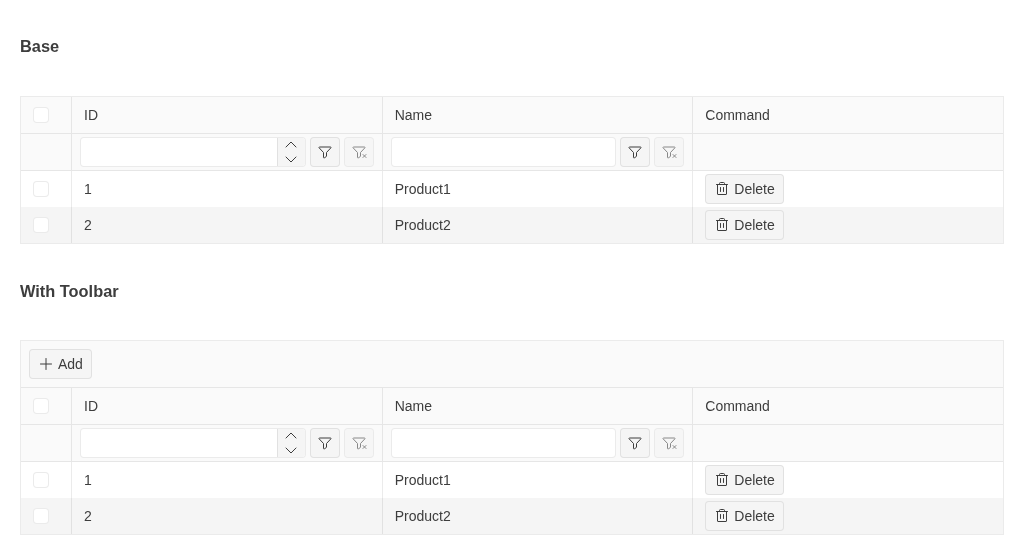 Base
ID Name Command
1 Product1 Delete
2 Product2 Delete
With Toolbar
Add
ID Name Command
1 Product1 Delete
2 Product2 Delete